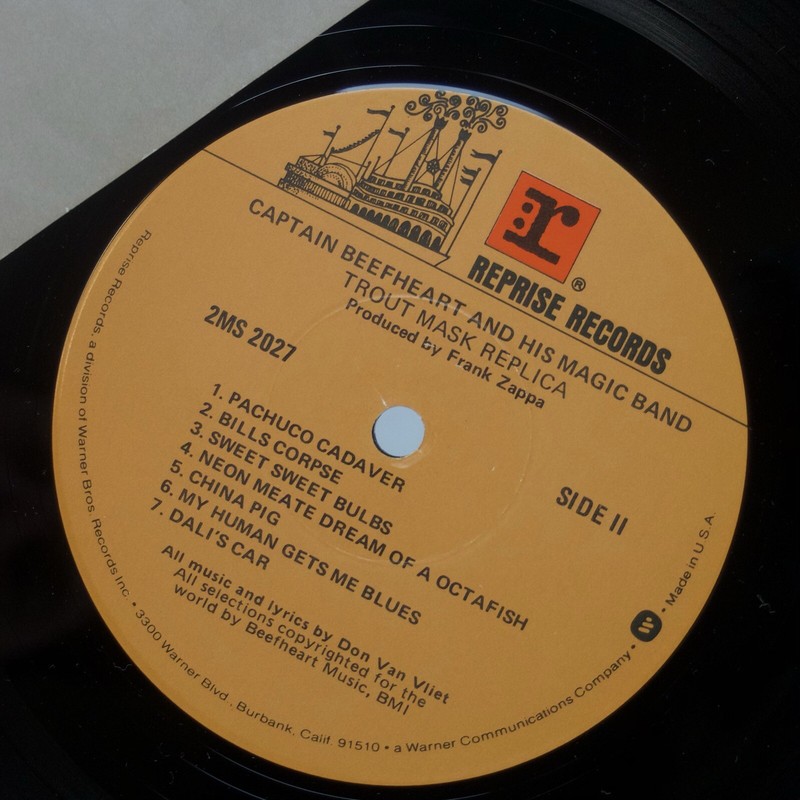 r
®
REPRISE RECORDS
CAPTAIN BEEFHEART AND HIS MAGIC BAND
TROUT MASK REPLICA
Produced by Frank Zappa
2MS 2027
SIDE II
1. PACHUCO CADAVER
2. BILLS CORPSE
3. SWEET SWEET BULBS
4. NEON MEATE DREAM OF A OCTAFISH
5. CHINA PIG
6. MY HUMAN GETS ME BLUES
7. DALI'S CAR
All music and lyrics by Don Van Vliet
All selections copyrighted for the
world by Beefheart Music, BMI
Reprise Records, a division of Warner Bros. Records Inc. • 3300 Warner Blvd., Burbank, Calif. 91510 • a Warner Communications Company • Made in U.S.A.